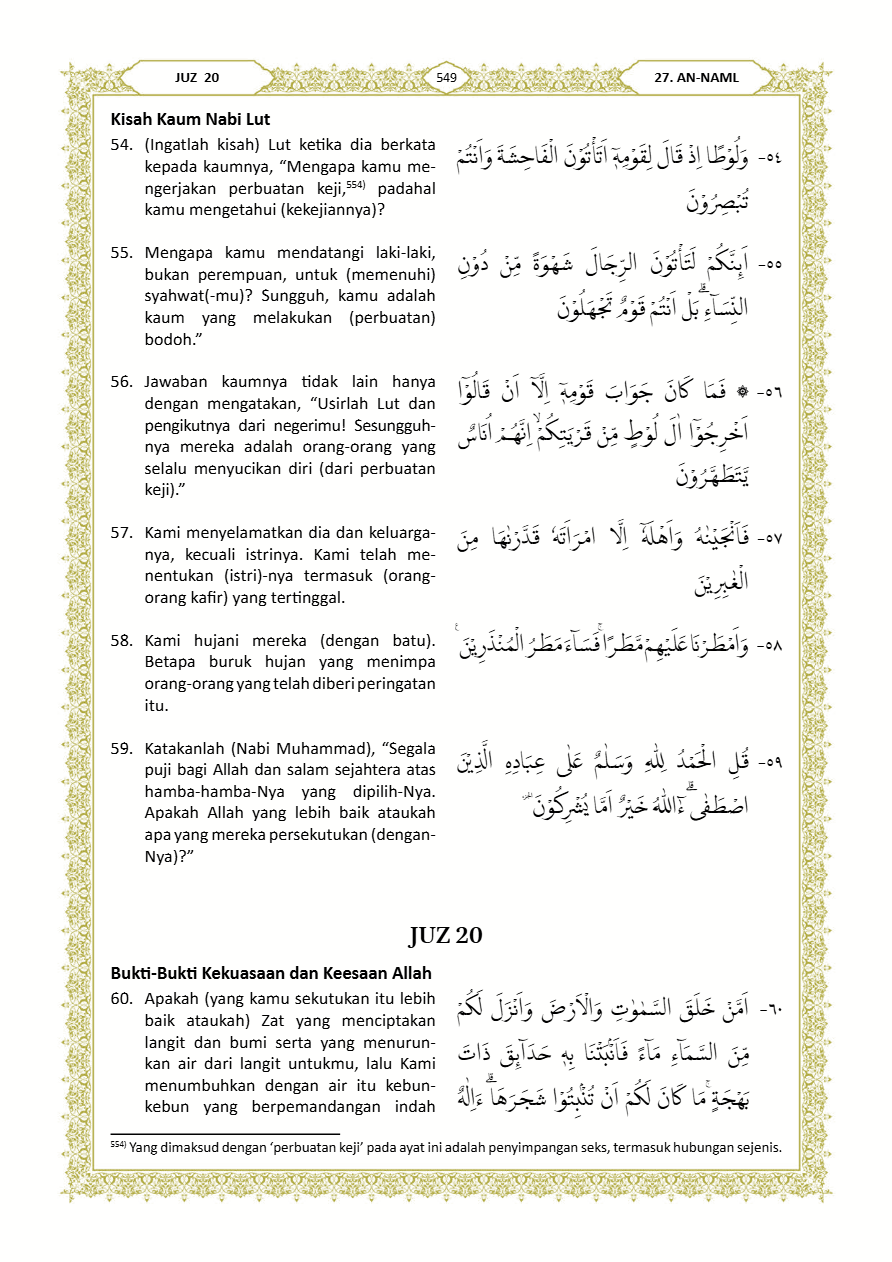 JUZ 20
549
27. AN-NAML
Kisah Kaum Nabi Lut
54. (Ingatlah kisah) Lut ketika dia berkata
kepada kaumnya, “Mengapa kamu me-
ngerjakan perbuatan keji,554) padahal
kamu mengetahui (kekejiannya)?
٥٤- وَلُوْطًا اِذْ قَالَ لِقَوْمِهٖٓ اَتَأْتُوْنَ الْفَاحِشَةَ وَاَنْتُمْ
تُبْصِرُوْنَ
55. Mengapa kamu mendatangi laki-laki,
bukan perempuan, untuk (memenuhi)
syahwat(-mu)? Sungguh, kamu adalah
kaum yang melakukan (perbuatan)
bodoh.”
٥٥- اَىِٕنَّكُمْ لَتَأْتُوْنَ الرِّجَالَ شَهْوَةً مِّنْ دُوْنِ
النِّسَاۤءِ ۗبَلْ اَنْتُمْ قَوْمٌ تَجْهَلُوْنَ
56. Jawaban kaumnya tidak lain hanya
dengan mengatakan, “Usirlah Lut dan
pengikutnya dari negerimu! Sesungguh-
nya mereka adalah orang-orang yang
selalu menyucikan diri (dari perbuatan
keji).”
٥٦- ۞ فَمَا كَانَ جَوَابَ قَوْمِهٖٓ اِلَّآ اَنْ قَالُوْٓا
اَخْرِجُوْٓا اٰلَ لُوْطٍ مِّنْ قَرْيَتِكُمْۙ اِنَّهُمْ اُنَاسٌ
يَّتَطَهَّرُوْنَ
57. Kami menyelamatkan dia dan keluarga-
nya, kecuali istrinya. Kami telah me-
nentukan (istri)-nya termasuk (orang-
orang kafir) yang tertinggal.
٥٧- فَاَنْجَيْنٰهُ وَاَهْلَهٗٓ اِلَّا امْرَاَتَهٗ قَدَّرْنٰهَا مِنَ
الْغٰبِرِيْنَ
58. Kami hujani mereka (dengan batu).
Betapa buruk hujan yang menimpa
orang-orang yang telah diberi peringatan
itu.
٥٨- وَاَمْطَرْنَا عَلَيْهِمْ مَّطَرًاۚ فَسَاۤءَ مَطَرُ الْمُنْذَرِيْنَ ࣖ
59. Katakanlah (Nabi Muhammad), “Segala
puji bagi Allah dan salam sejahtera atas
hamba-hamba-Nya yang dipilih-Nya.
Apakah Allah yang lebih baik ataukah
apa yang mereka persekutukan (dengan-
Nya)?”
٥٩- قُلِ الْحَمْدُ لِلّٰهِ وَسَلٰمٌ عَلٰى عِبَادِهِ الَّذِيْنَ
اصْطَفٰىۗ ءٰۤاللّٰهُ خَيْرٌ اَمَّا يُشْرِكُوْنَ ۔
JUZ 20
Bukti-Bukti Kekuasaan dan Keesaan Allah
60. Apakah (yang kamu sekutukan itu lebih
baik ataukah) Zat yang menciptakan
langit dan bumi serta yang menurun-
kan air dari langit untukmu, lalu Kami
menumbuhkan dengan air itu kebun-
kebun yang berpemandangan indah
٦٠- اَمَّنْ خَلَقَ السَّمٰوٰتِ وَالْاَرْضَ وَاَنْزَلَ لَكُمْ
مِّنَ السَّمَاۤءِ مَاۤءً فَاَنْۢبَتْنَا بِهٖ حَدَاۤىِٕقَ ذَاتَ
بَهْجَةٍۚ مَا كَانَ لَكُمْ اَنْ تُنْۢبِتُوْا شَجَرَهَاۗ ءَاِلٰهٌ
554) Yang dimaksud dengan ‘perbuatan keji’ pada ayat ini adalah penyimpangan seks, termasuk hubungan sejenis.